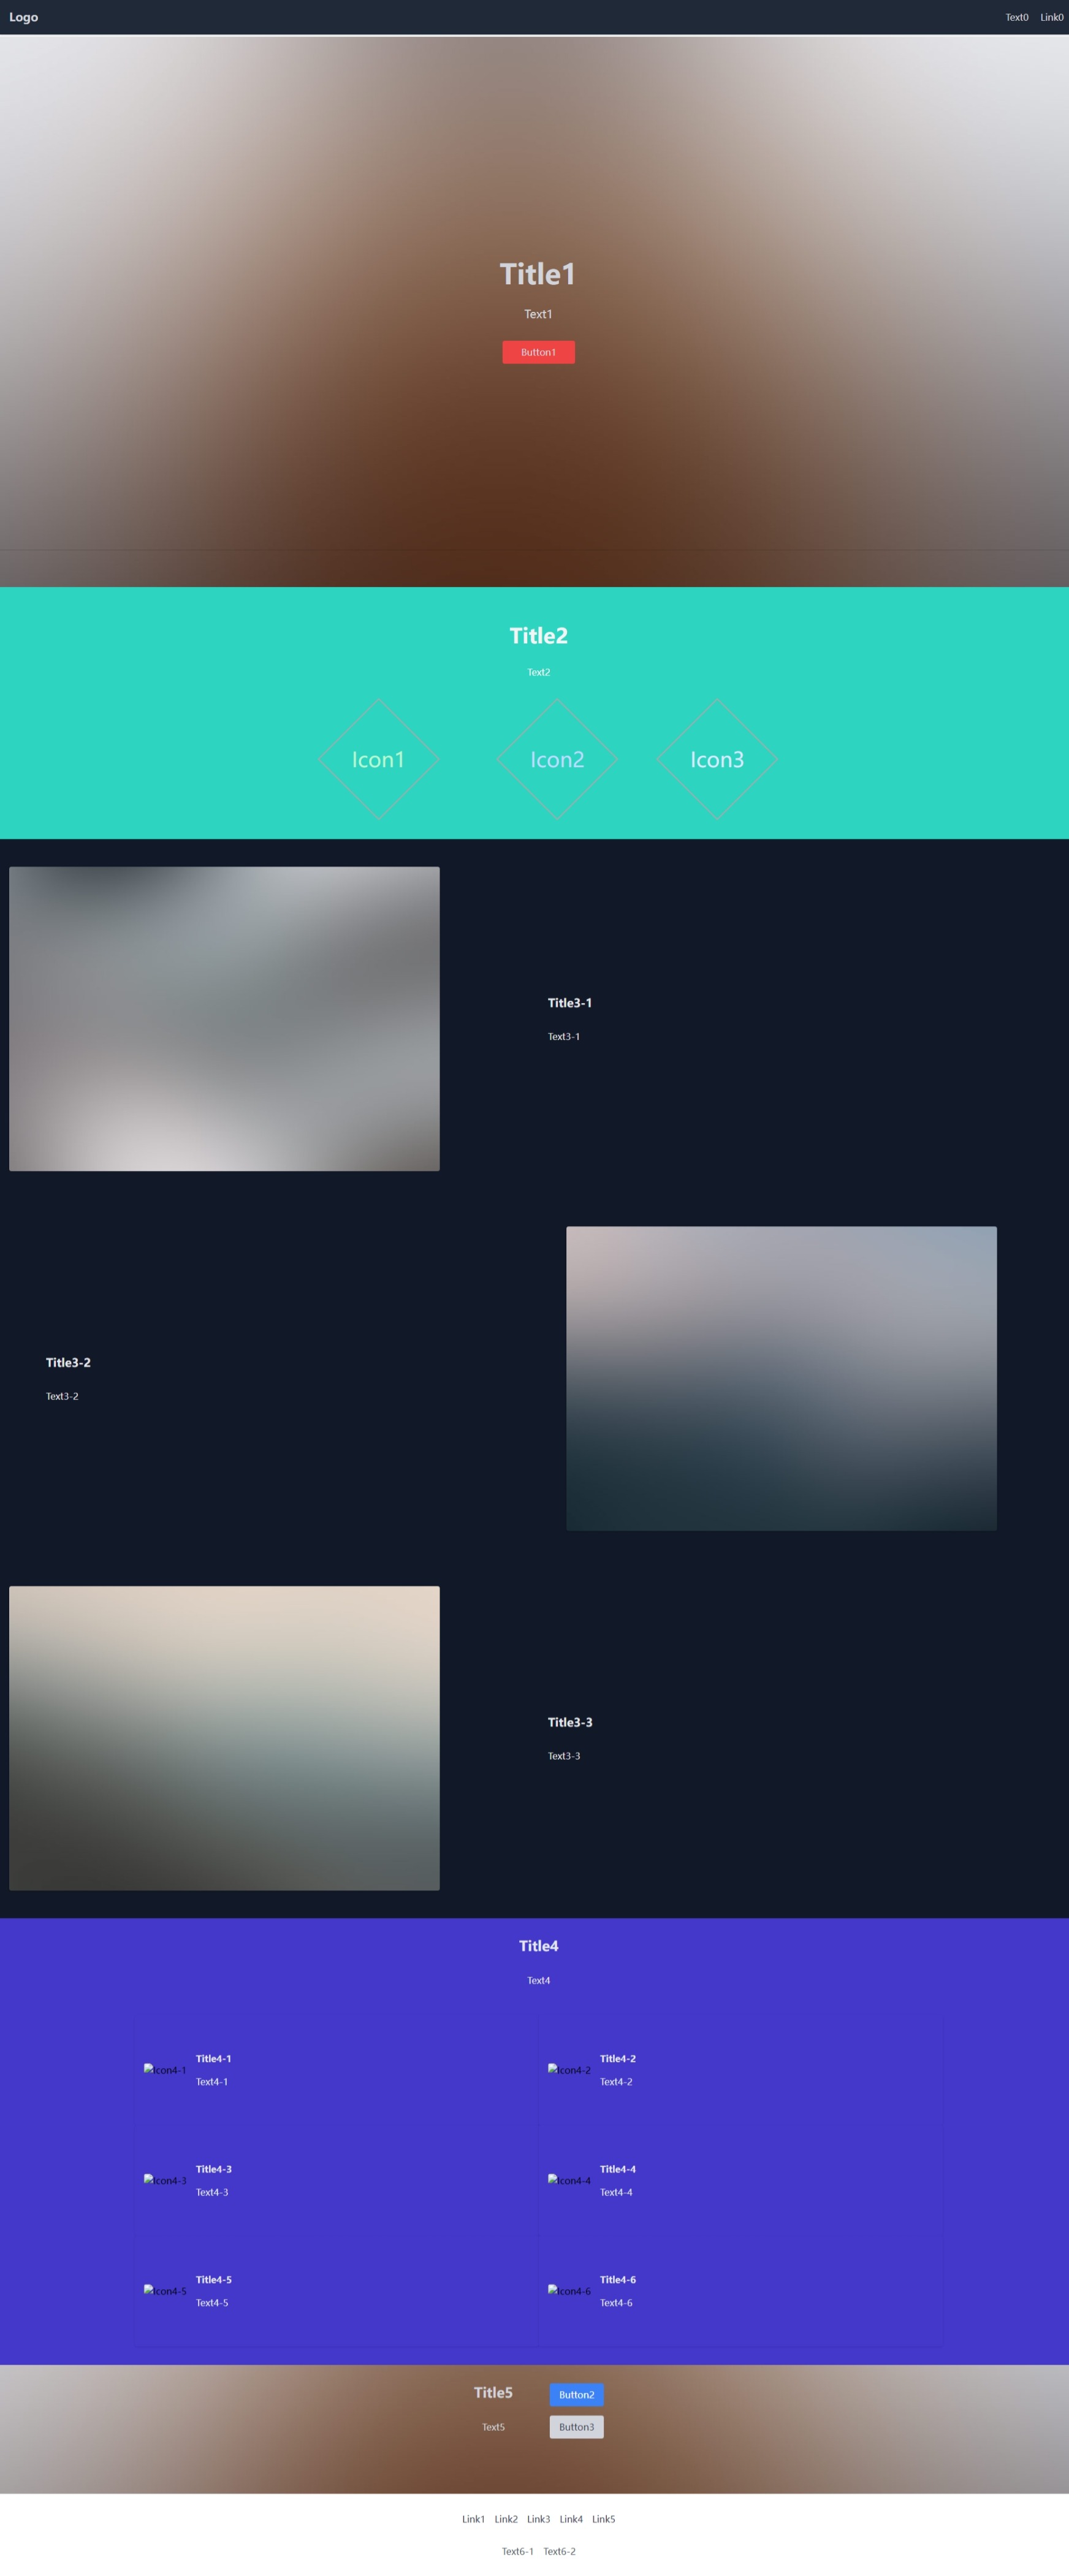 Logo
Text0 Link0
Title1
Text1
Button1
Title2
Text2
Icon1 Icon2 Icon3
Title3-1
Text3-1
Title3-2
Text3-2
Title3-3
Text3-3
Title4
Text4
Icon4-1
Title4-1
Text4-1
Icon4-2
Title4-2
Text4-2
Icon4-3
Title4-3
Text4-3
Icon4-4
Title4-4
Text4-4
Icon4-5
Title4-5
Text4-5
Icon4-6
Title4-6
Text4-6
Title5
Text5
Button2
Button3
Link1 Link2 Link3 Link4 Link5
Text6-1 Text6-2